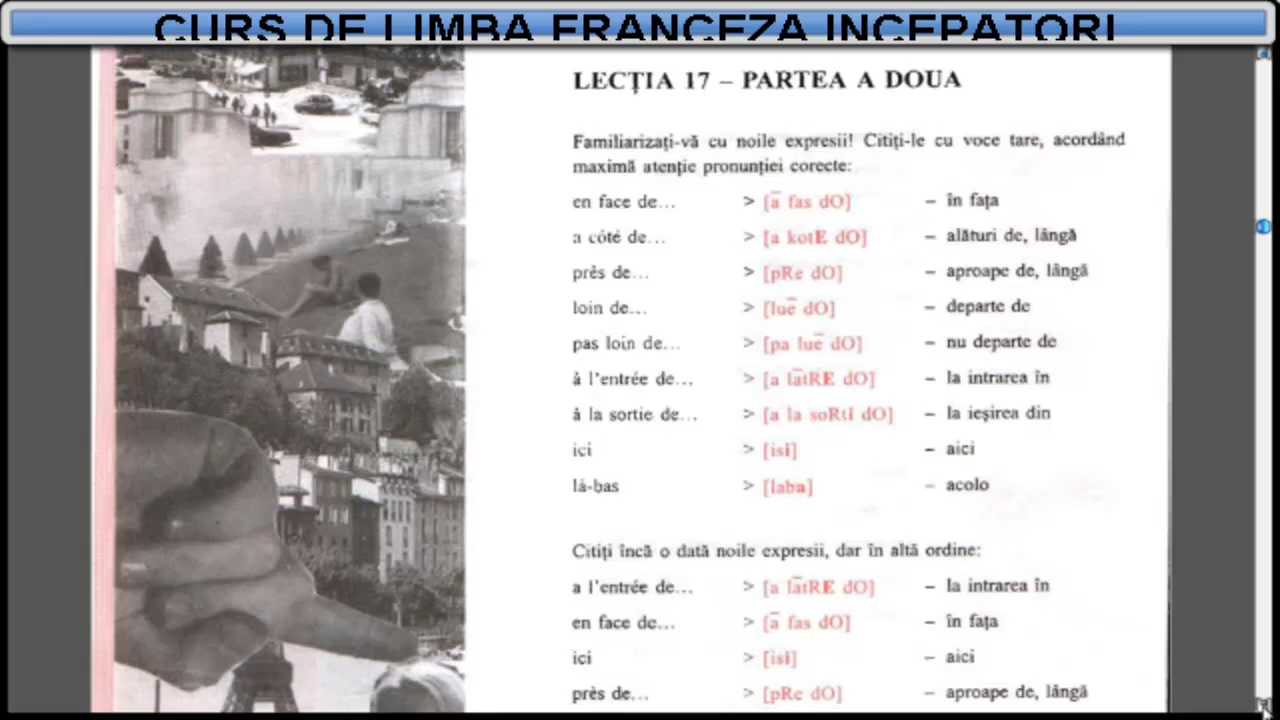 CURS DE LIMBA FRANCEZA INCEPATORI
LECȚIA 17 – PARTEA A DOUA
Familiarizați-vă cu noile expresii! Citiți-le cu voce tare, acordând
maximă atenție pronunției corecte:
en face de... > [ā fas dO] – în fața
a côté de... > [a kotE dO] – alături de, lângă
près de... > [pRe dO] – aproape de, lângă
loin de... > [luē dO] – departe de
pas loin de... > [pa luē dO] – nu departe de
à l'entrée de... > [a lātRE dO] – la intrarea în
à la sortie de... > [a la soRti dO] – la ieşirea din
ici > [isi] – aici
là-bas > [laba] – acolo
Citiți încă o dată noile expresii, dar în altă ordine:
a l'entrée de... > [a lātRE dO] – la intrarea în
en face de... > [ā fas dO] – în fața
ici > [isi] – aici
près de... > [pRe dO] – aproape de, lângă